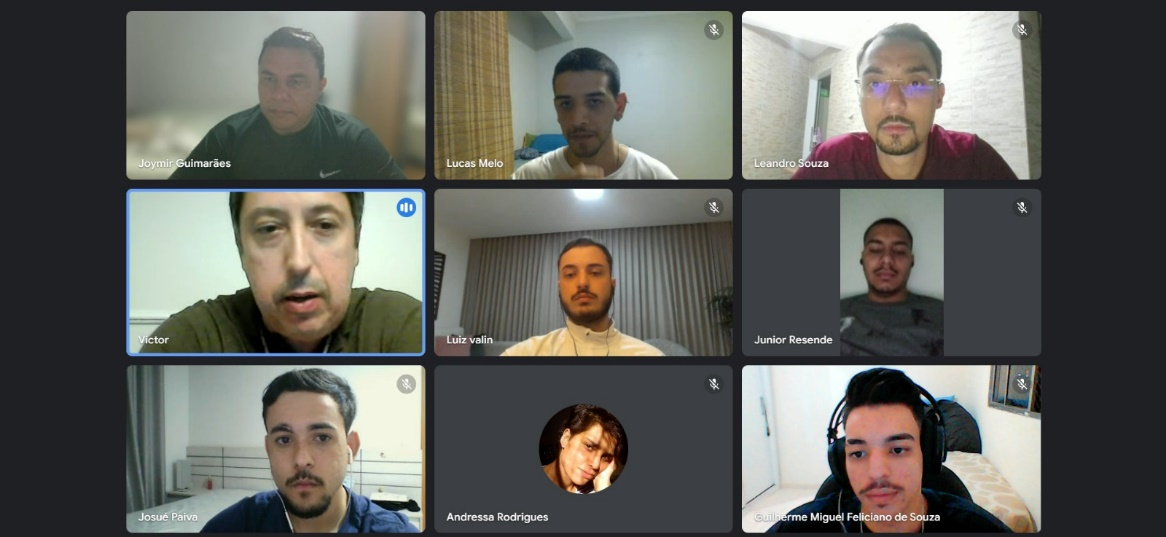 Joymir Guimarães
Lucas Melo
Leandro Souza
Victor
Luiz valin
Junior Resende
Josué Paiva
Andressa Rodrigues
Guilherme Miguel Feliciano de Souza